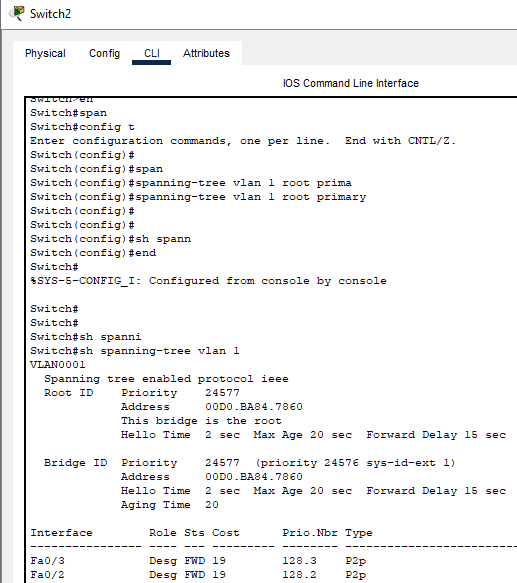 Switch2
Physical Config CLI Attributes
IOS Command Line Interface
Switch>en
Switch#span
Switch#config t
Enter configuration commands, one per line.  End with CNTL/Z.
Switch(config)#
Switch(config)#span
Switch(config)#spanning-tree vlan 1 root prima
Switch(config)#spanning-tree vlan 1 root primary
Switch(config)#
Switch(config)#
Switch(config)#sh spann
Switch(config)#end
Switch#
%SYS-5-CONFIG_I: Configured from console by console
Switch#
Switch#
Switch#sh spanni
Switch#sh spanning-tree vlan 1
VLAN0001
  Spanning tree enabled protocol ieee
  Root ID    Priority    24577
             Address     00D0.BA84.7860
             This bridge is the root
             Hello Time  2 sec  Max Age 20 sec  Forward Delay 15 sec
  Bridge ID  Priority    24577  (priority 24576 sys-id-ext 1)
             Address     00D0.BA84.7860
             Hello Time  2 sec  Max Age 20 sec  Forward Delay 15 sec
             Aging Time  20
Interface        Role Sts Cost      Prio.Nbr Type
---------------- ---- --- --------- -------- --------------------------------
Fa0/3            Desg FWD 19        128.3    P2p
Fa0/2            Desg FWD 19        128.2    P2p